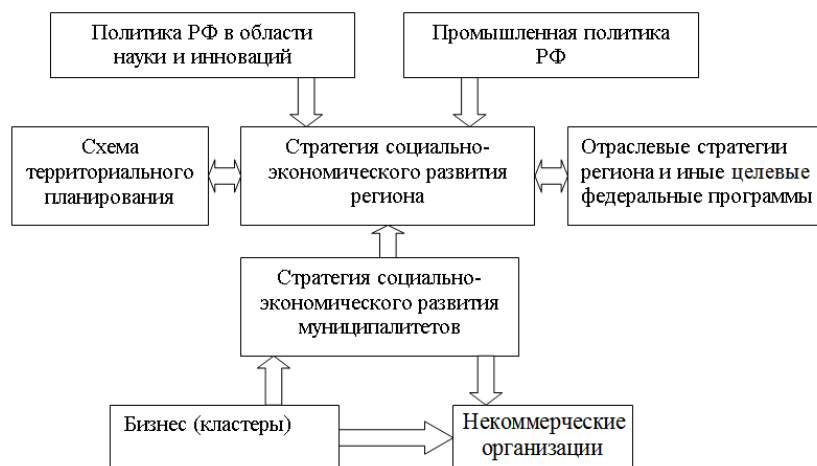 Политика РФ в области
науки и инноваций
Промышленная политика
РФ
Схема
территориального
планирования
Стратегия социально-
экономического развития
региона
Отраслевые стратегии
региона и иные целевые
федеральные программы
Стратегия социально-
экономического развития
муниципалитетов
Бизнес (кластеры)
Некоммерческие
организации